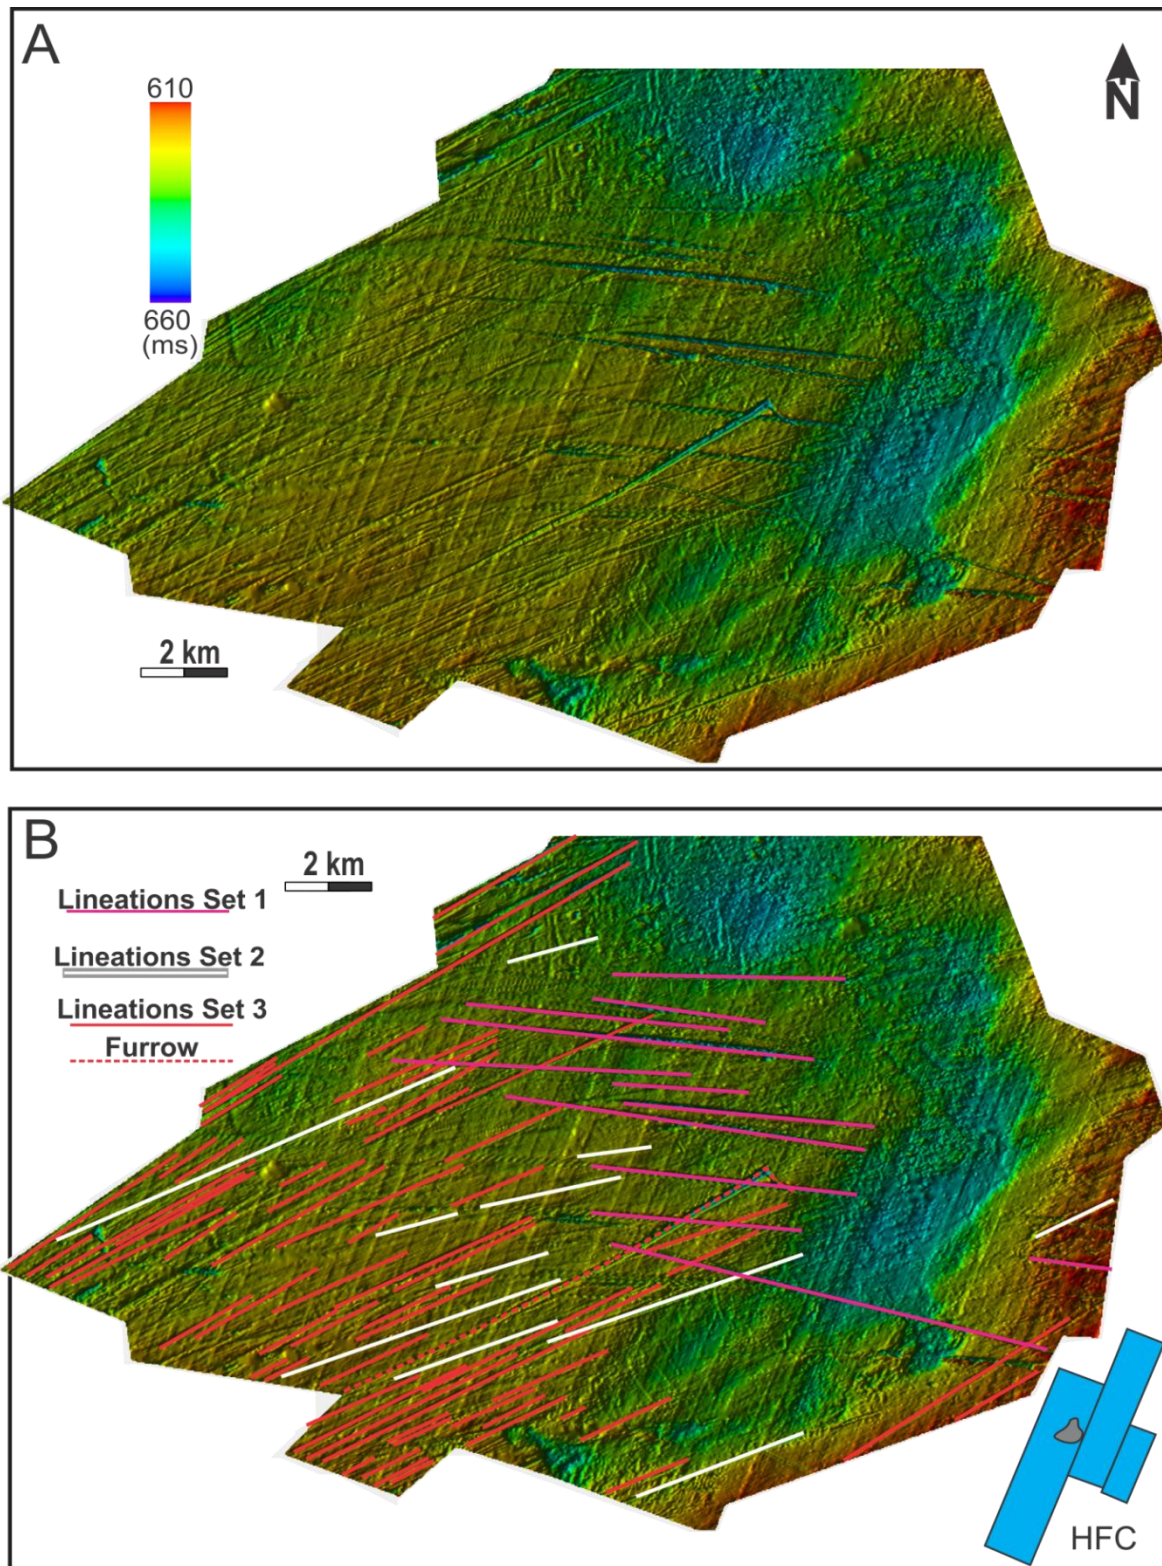 A
N
610
660
(ms)
2 km
B
2 km
Lineations Set 1
Lineations Set 2
Lineations Set 3
Furrow
HFC